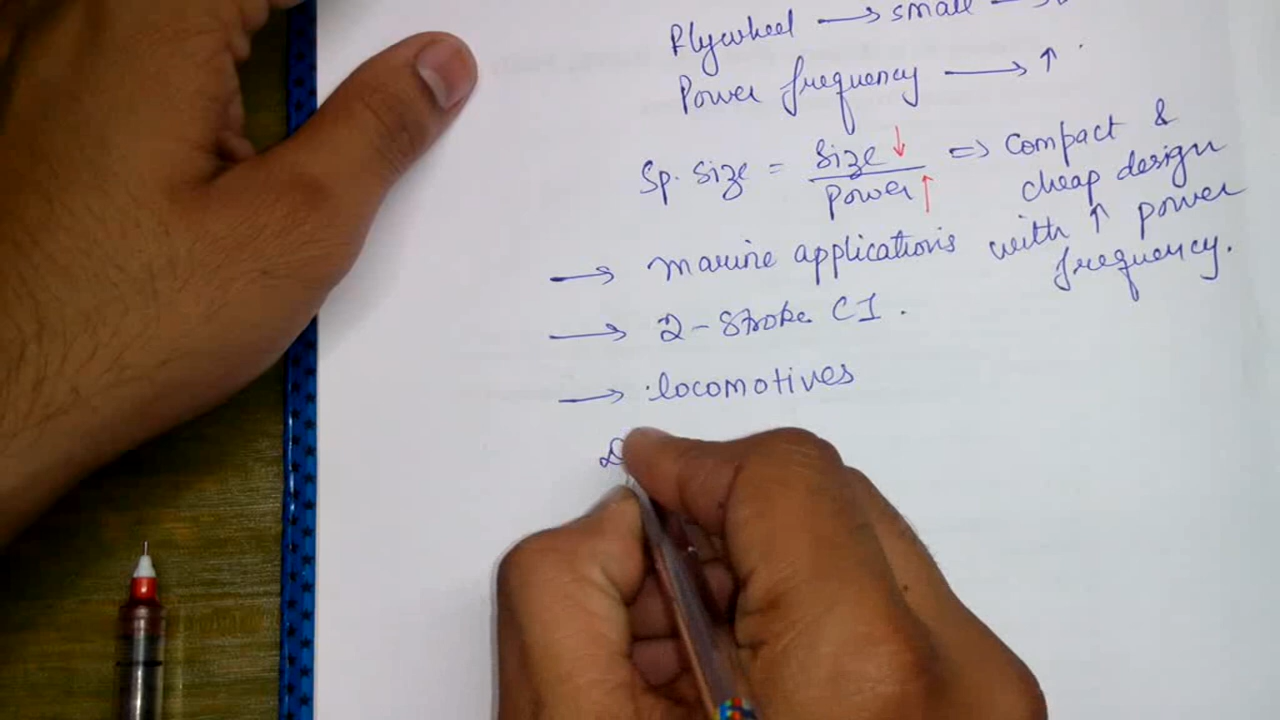 Flywheel → small →
Power frequency → ↑
Sp. size = Size↓ / Power↑ ⇒ compact &
cheap design
with ↑ power
frequency.
→ marine applications
→ 2-stroke CI.
→ locomotives